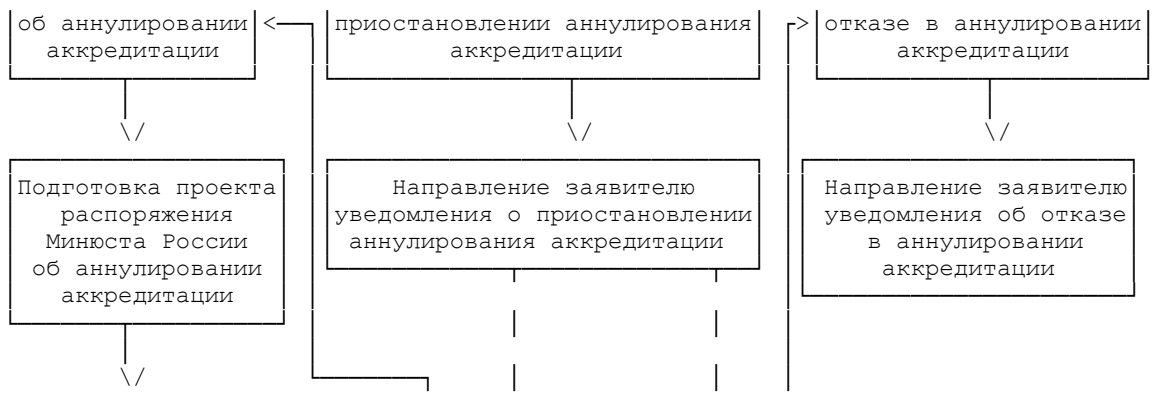 об аннулировании
аккредитации
приостановлении аннулирования
аккредитации
отказе в аннулировании
аккредитации
Подготовка проекта
распоряжения
Минюста России
об аннулировании
аккредитации
Направление заявителю
уведомления о приостановлении
аннулирования аккредитации
Направление заявителю
уведомления об отказе
в аннулировании
аккредитации